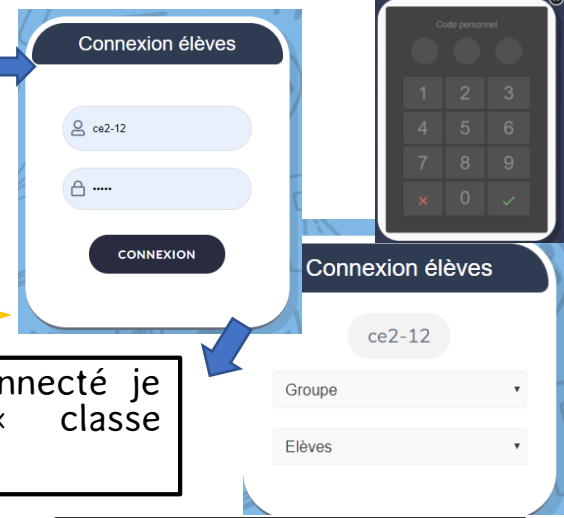 Connexion élèves
ce2-12
•••••
CONNEXION
Code personnel
1 2 3
4 5 6
7 8 9
× 0 ✓
Connexion élèves
ce2-12
Groupe
Elèves
je
« classe